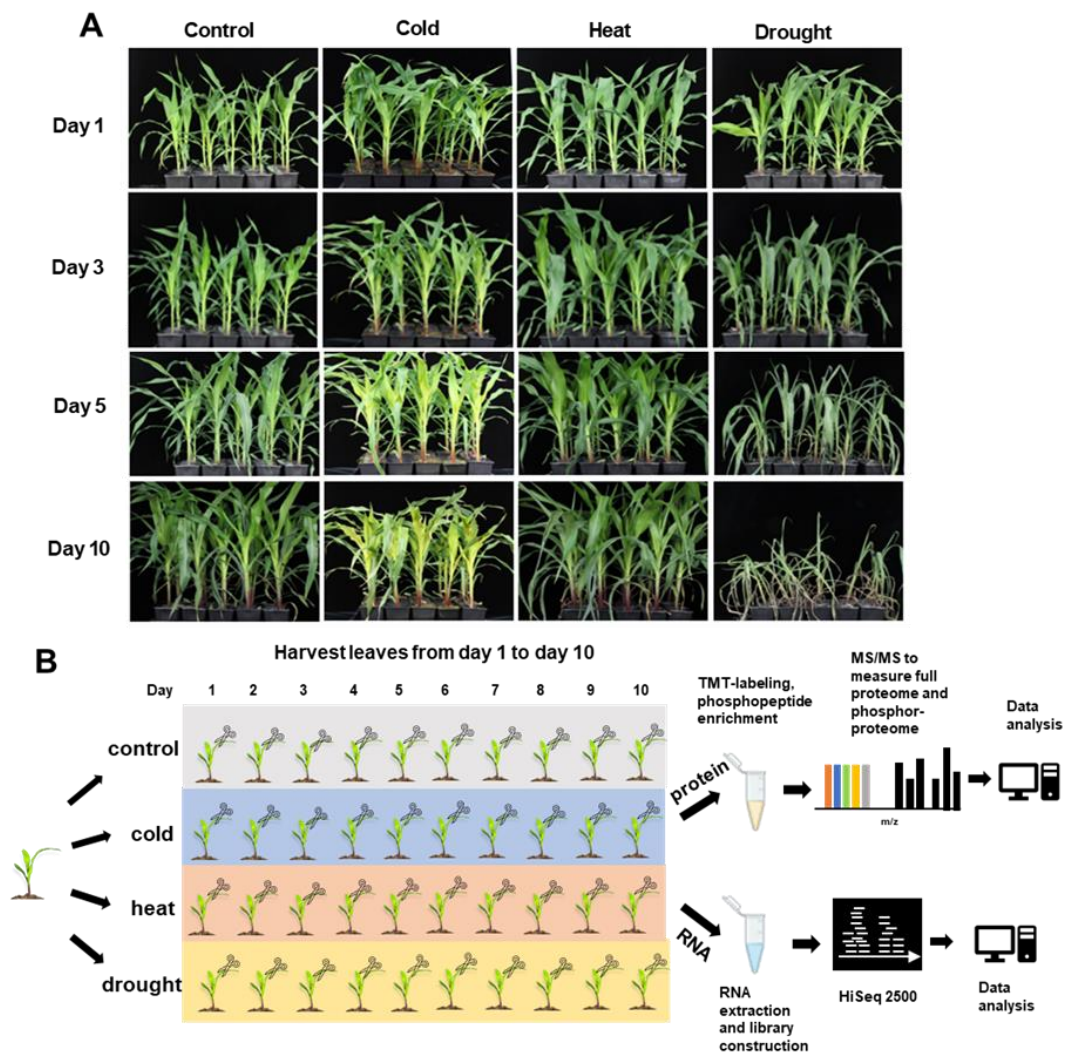 A
Control Cold Heat Drought
Day 1
Day 3
Day 5
Day 10
B
Harvest leaves from day 1 to day 10
Day 1 2 3 4 5 6 7 8 9 10
control
cold
heat
drought
protein
RNA
TMT-labeling,
phosphopeptide
enrichment
MS/MS to
measure full
proteome and
phosphor-
proteome
m/z
Data
analysis
RNA
extraction
and library
construction
HiSeq 2500
Data
analysis